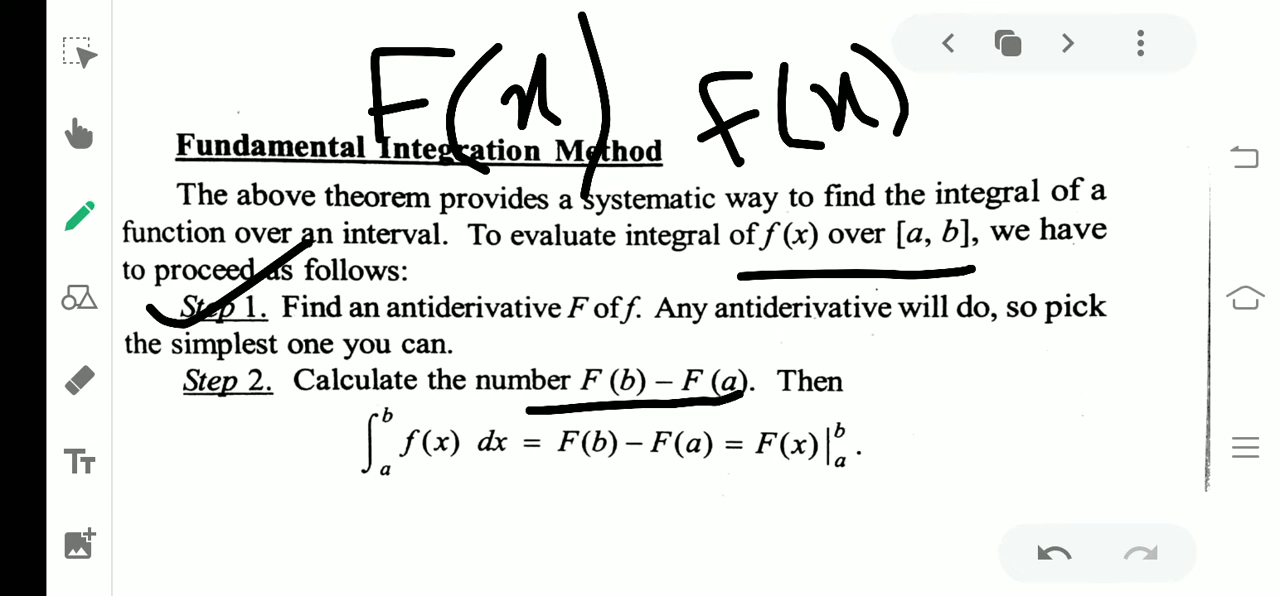 F(x) F(x)
Fundamental Integration Method
The above theorem provides a systematic way to find the integral of a
function over an interval. To evaluate integral of f (x) over [a, b], we have
to proceed as follows:
Step 1. Find an antiderivative F of f. Any antiderivative will do, so pick
the simplest one you can.
Step 2. Calculate the number F (b) – F (a). Then
∫ₐᵇ f(x) dx = F(b) – F(a) = F(x)|ₐᵇ .
TT